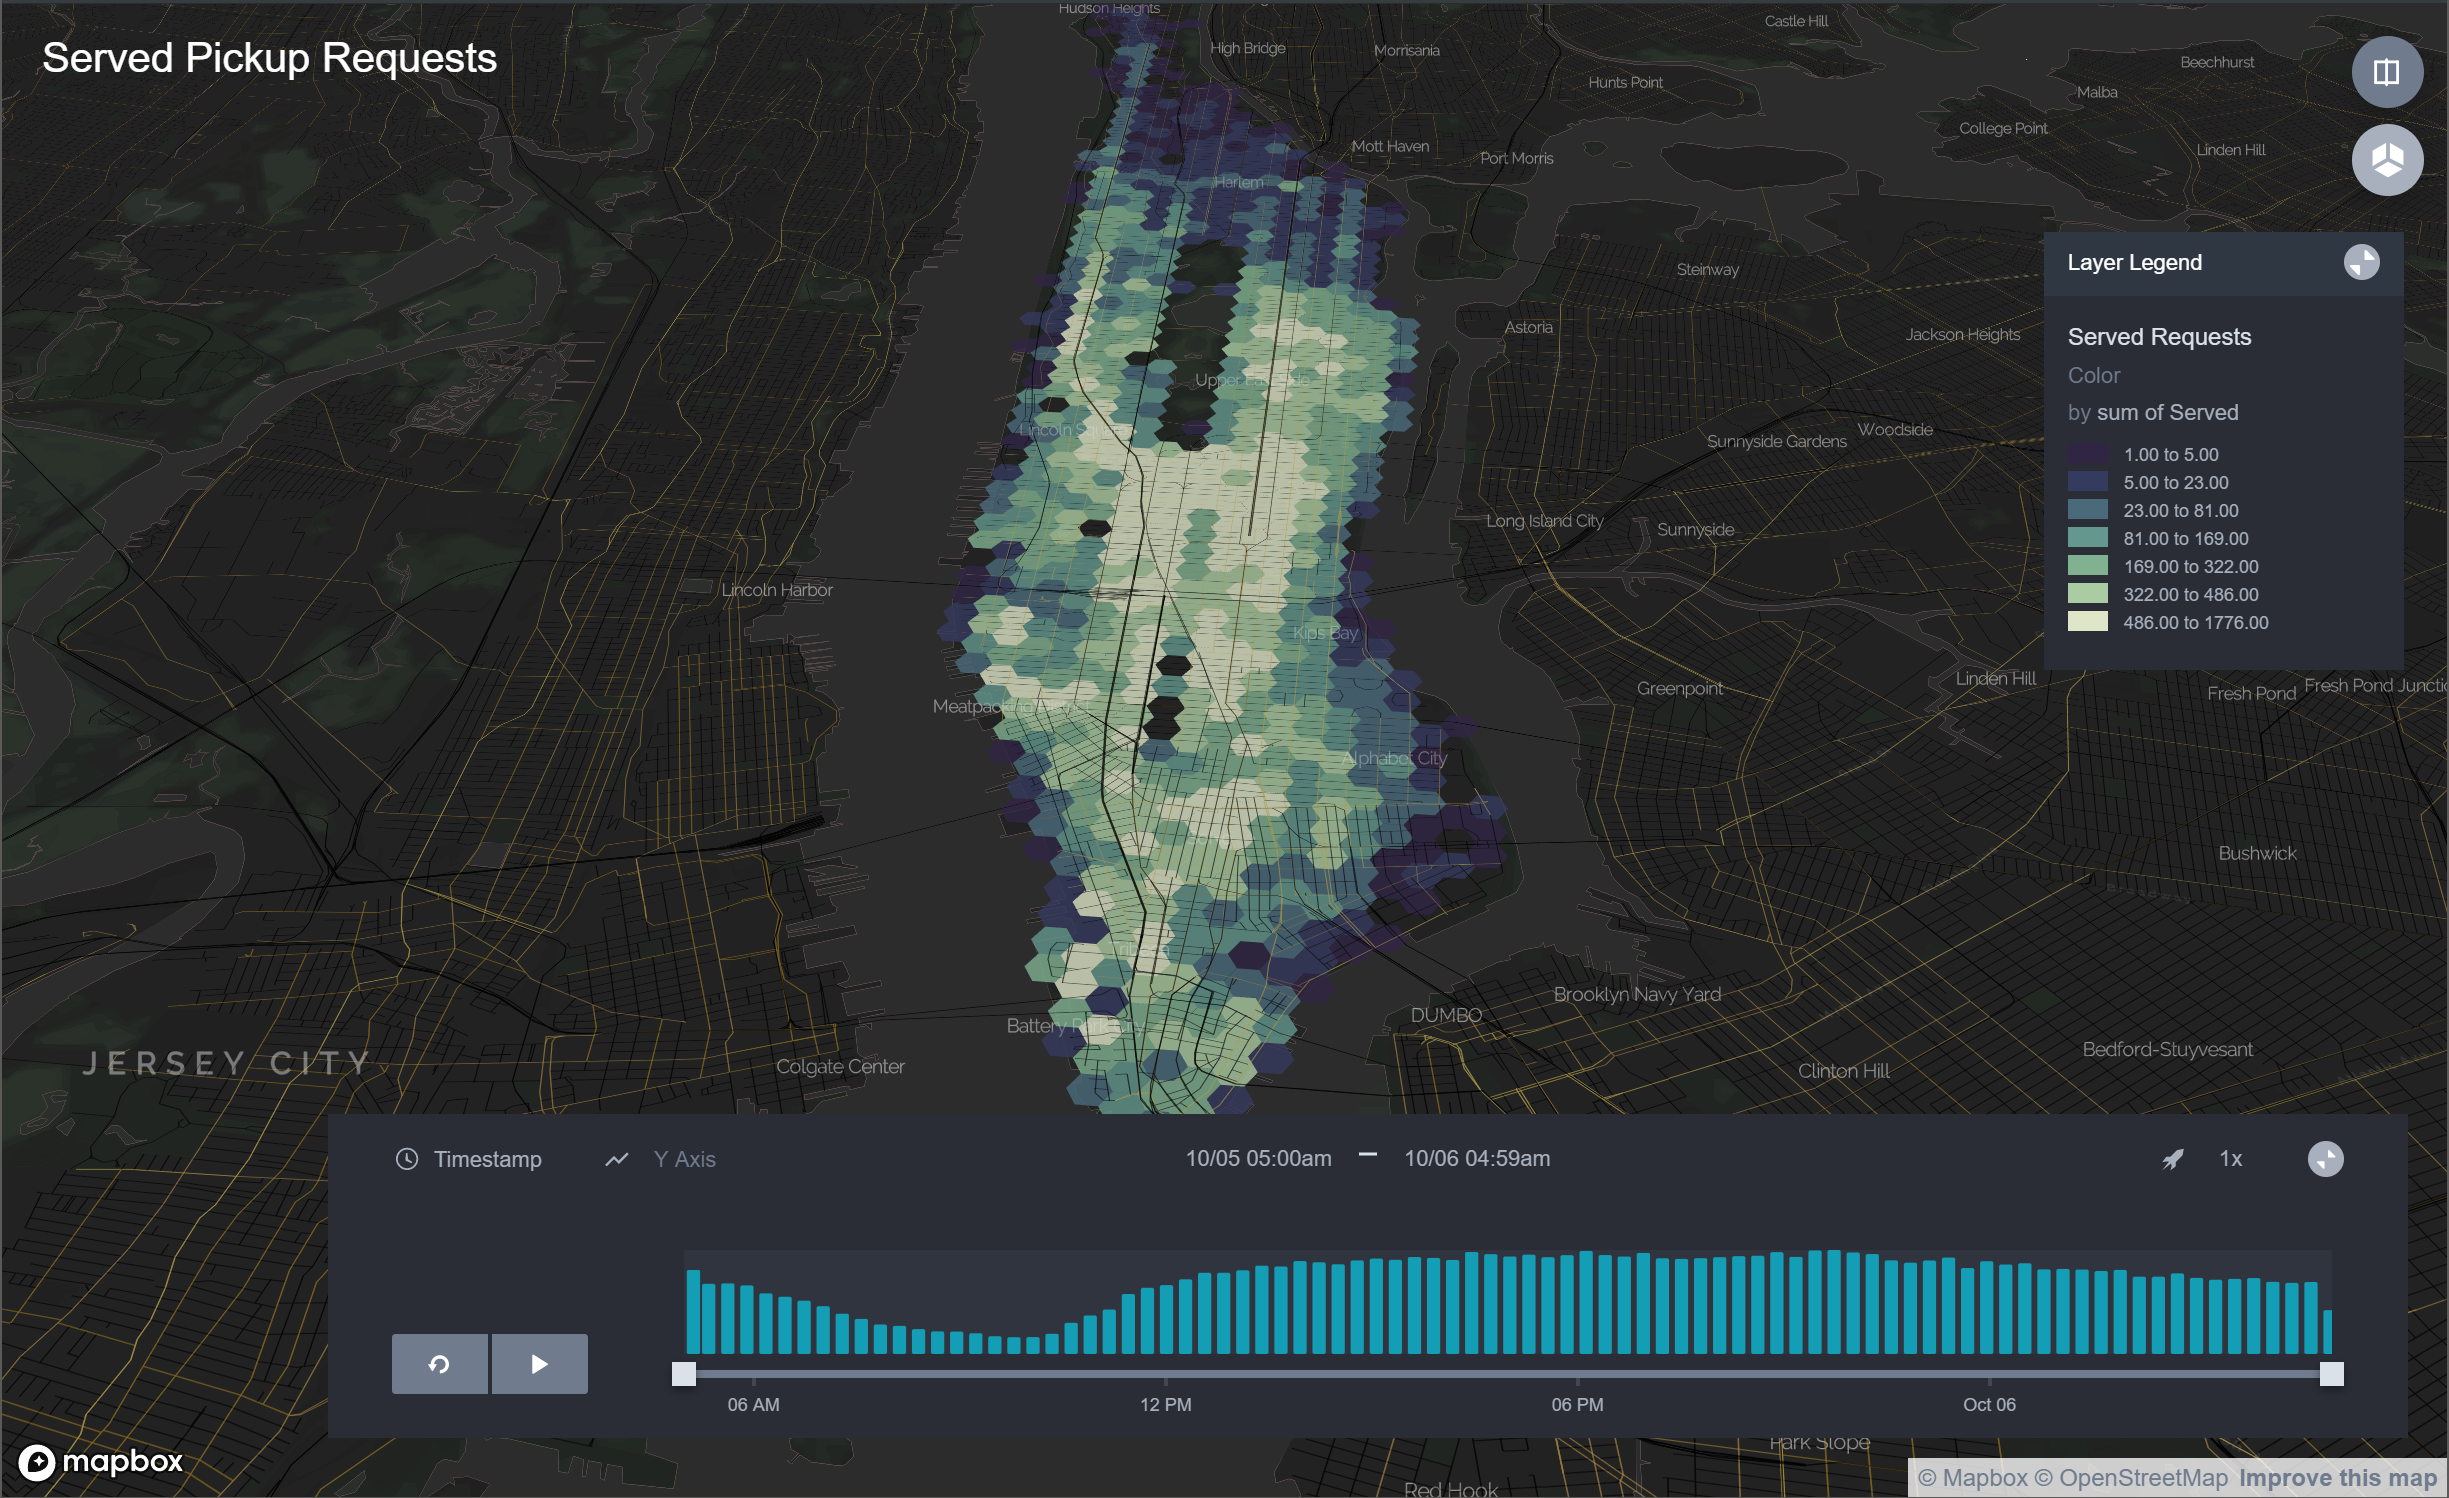 Hudson Heights
Castle Hill
Served Pickup Requests
High Bridge
Morrisania
Beechhurst
Hunts Point
Malba
College Point
Mott Haven
Port Morris
Linden Hill
Harlem
Layer Legend
Steinway
Astoria
Jackson Heights
Served Requests
Color
Upper East Side
by sum of Served
Lincoln Square
Sunnyside Gardens
Woodside
1.00 to 5.00
5.00 to 23.00
23.00 to 81.00
Long Island City
Sunnyside
81.00 to 169.00
169.00 to 322.00
Lincoln Harbor
322.00 to 486.00
486.00 to 1776.00
Kips Bay
Linden Hill
Greenpoint
Fresh Pond
Fresh Pond Juncti
Meatpacking District
Alphabet City
Bushwick
Tribeca
Brooklyn Navy Yard
DUMBO
Battery Park City
Bedford-Stuyvesant
JERSEY CITY
Colgate Center
Clinton Hill
Timestamp
Y Axis
10/05 05:00am – 10/06 04:59am
1x
06 AM
12 PM
06 PM
Oct 06
Park Slope
mapbox
© Mapbox © OpenStreetMap Improve this map
Red Hook